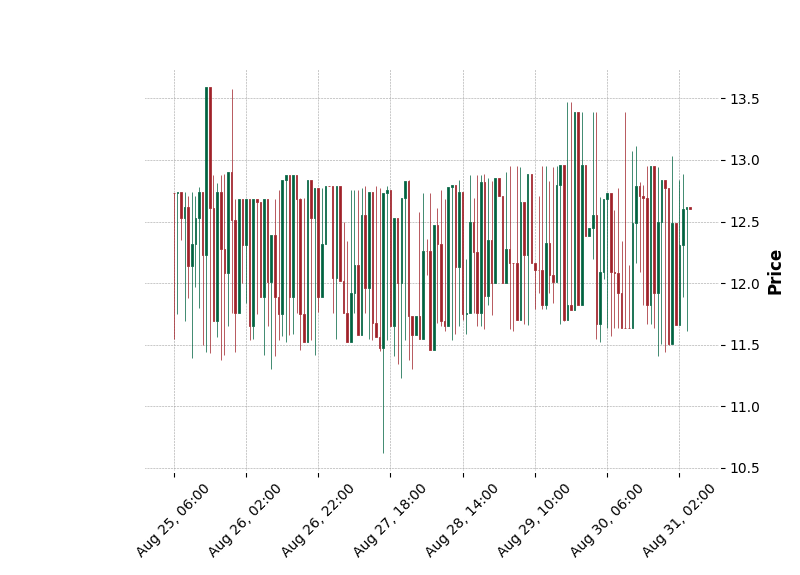 13.5
13.0
12.5
12.0
11.5
11.0
10.5
Price
Aug 25, 06:00
Aug 26, 02:00
Aug 26, 22:00
Aug 27, 18:00
Aug 28, 14:00
Aug 29, 10:00
Aug 30, 06:00
Aug 31, 02:00